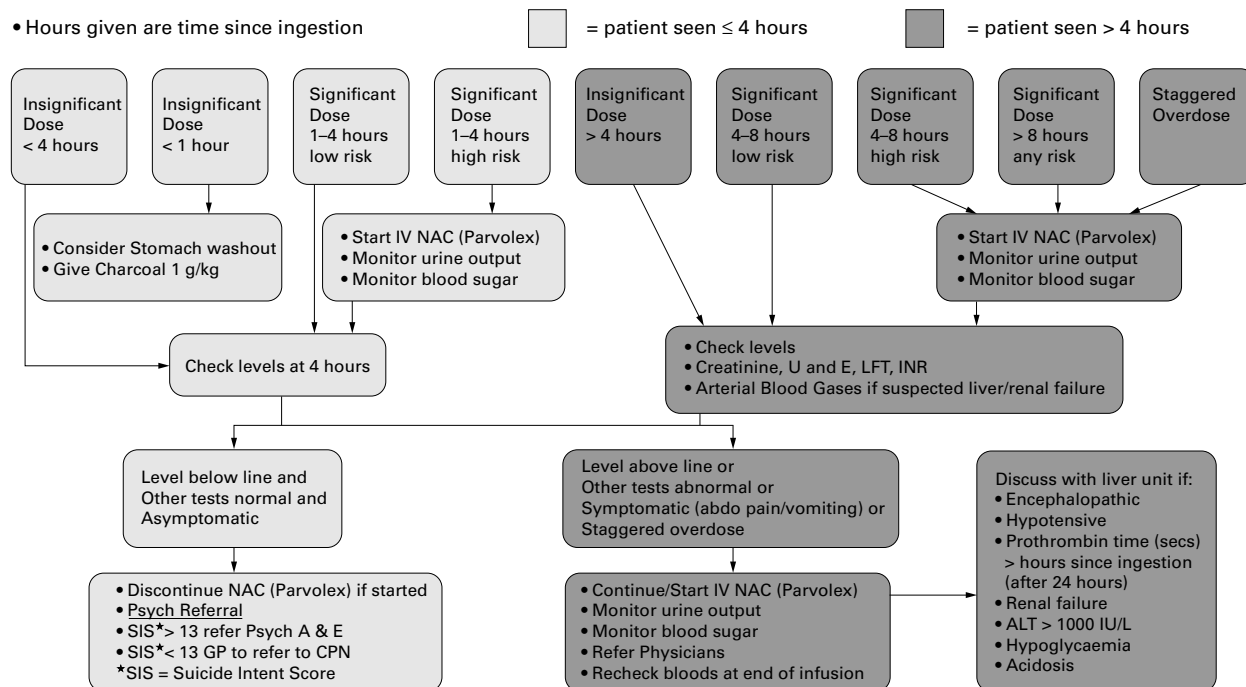 • Hours given are time since ingestion
= patient seen ≤ 4 hours
= patient seen > 4 hours
Insignificant
Dose
< 4 hours
Insignificant
Dose
< 1 hour
Significant
Dose
1–4 hours
low risk
Significant
Dose
1–4 hours
high risk
Insignificant
Dose
> 4 hours
Significant
Dose
4–8 hours
low risk
Significant
Dose
4–8 hours
high risk
Significant
Dose
> 8 hours
any risk
Staggered
Overdose
• Consider Stomach washout
• Give Charcoal 1 g/kg
• Start IV NAC (Parvolex)
• Monitor urine output
• Monitor blood sugar
• Start IV NAC (Parvolex)
• Monitor urine output
• Monitor blood sugar
Check levels at 4 hours
• Check levels
• Creatinine, U and E, LFT, INR
• Arterial Blood Gases if suspected liver/renal failure
Level below line and
Other tests normal and
Asymptomatic
Level above line or
Other tests abnormal or
Symptomatic (abdo pain/vomiting) or
Staggered overdose
Discuss with liver unit if:
• Encephalopathic
• Hypotensive
• Prothrombin time (secs)
> hours since ingestion
(after 24 hours)
• Renal failure
• ALT > 1000 IU/L
• Hypoglycaemia
• Acidosis
• Discontinue NAC (Parvolex) if started
• Psych Referral
• SIS★> 13 refer Psych A & E
• SIS★< 13 GP to refer to CPN
★SIS = Suicide Intent Score
• Continue/Start IV NAC (Parvolex)
• Monitor urine output
• Monitor blood sugar
• Refer Physicians
• Recheck bloods at end of infusion